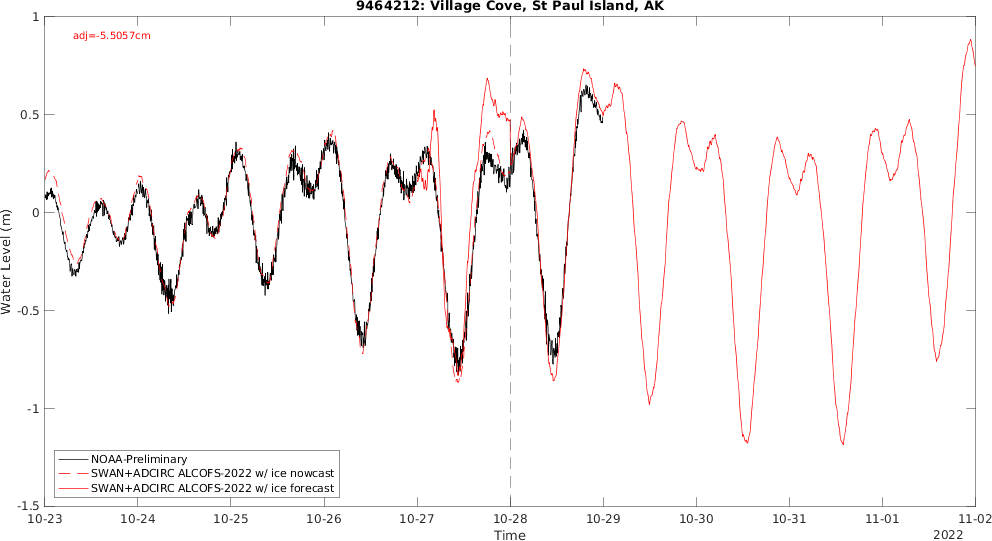 9464212: Village Cove, St Paul Island, AK
adj=-5.5057cm
Water Level (m)
1
0.5
0
-0.5
-1
-1.5
NOAA-Preliminary
SWAN+ADCIRC ALCOFS-2022 w/ ice nowcast
SWAN+ADCIRC ALCOFS-2022 w/ ice forecast
10-23 10-24 10-25 10-26 10-27 10-28 10-29 10-30 10-31 11-01 11-02
Time
2022